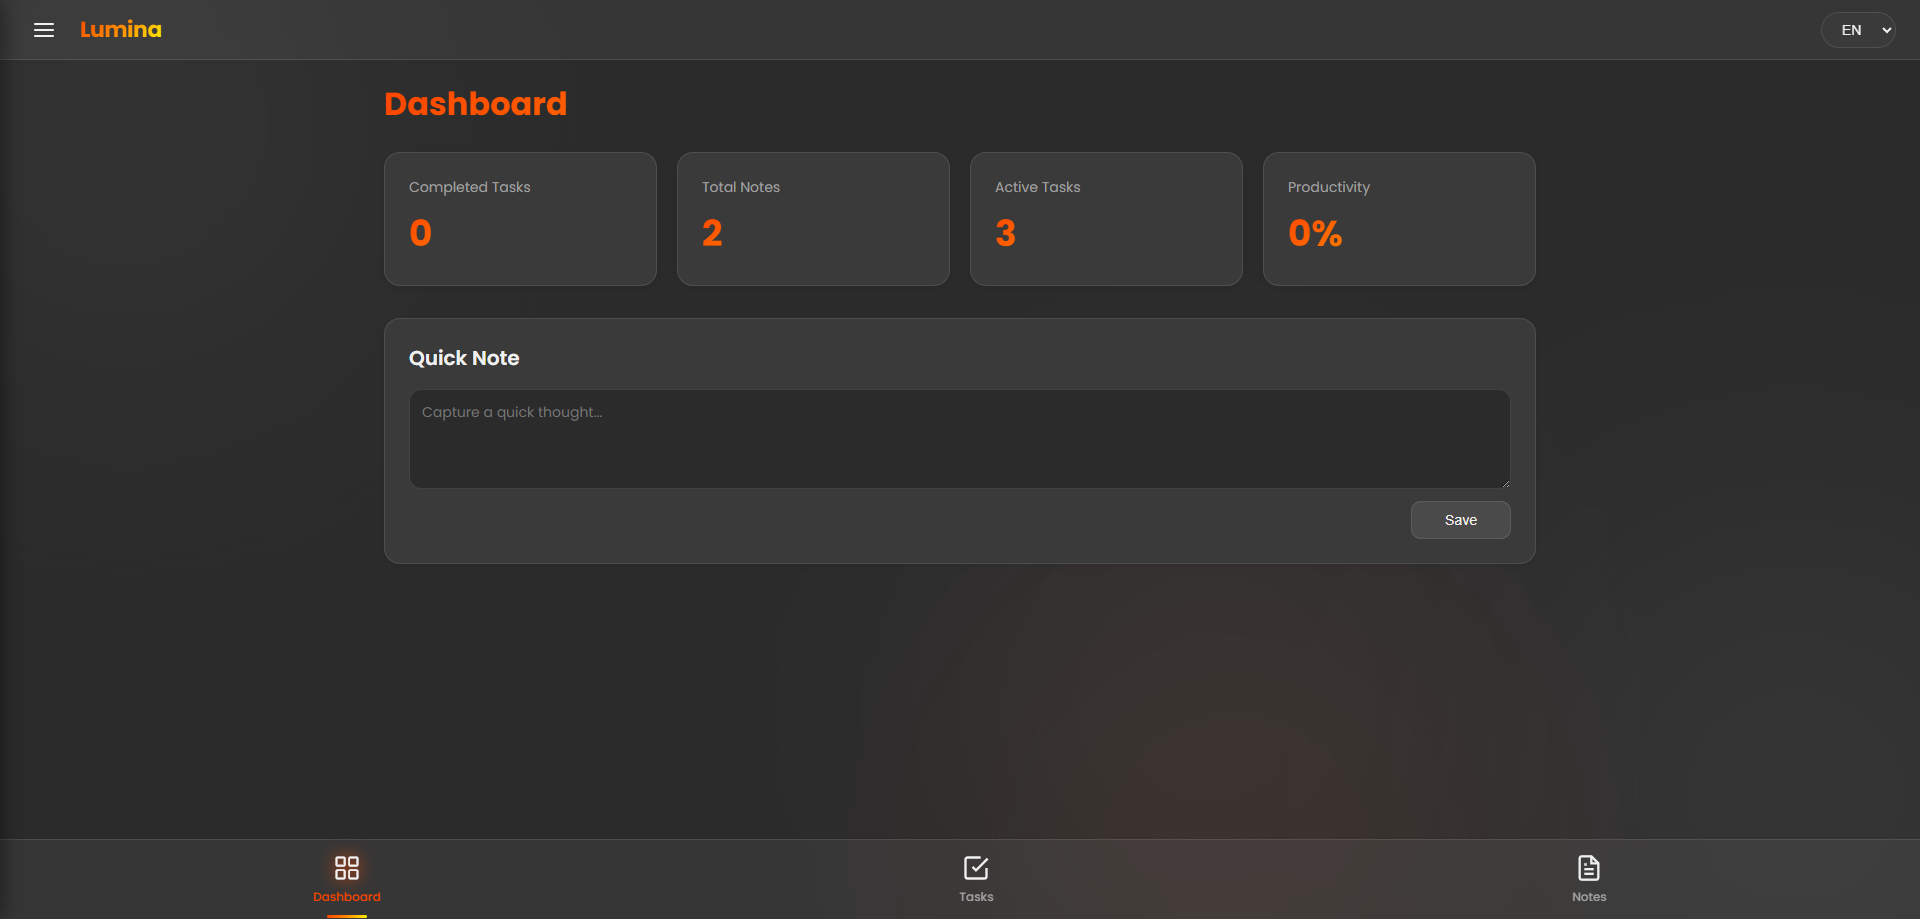 Lumina
EN
Dashboard
Completed Tasks
0
Total Notes
2
Active Tasks
3
Productivity
0%
Quick Note
Capture a quick thought...
Save
Dashboard
Tasks
Notes